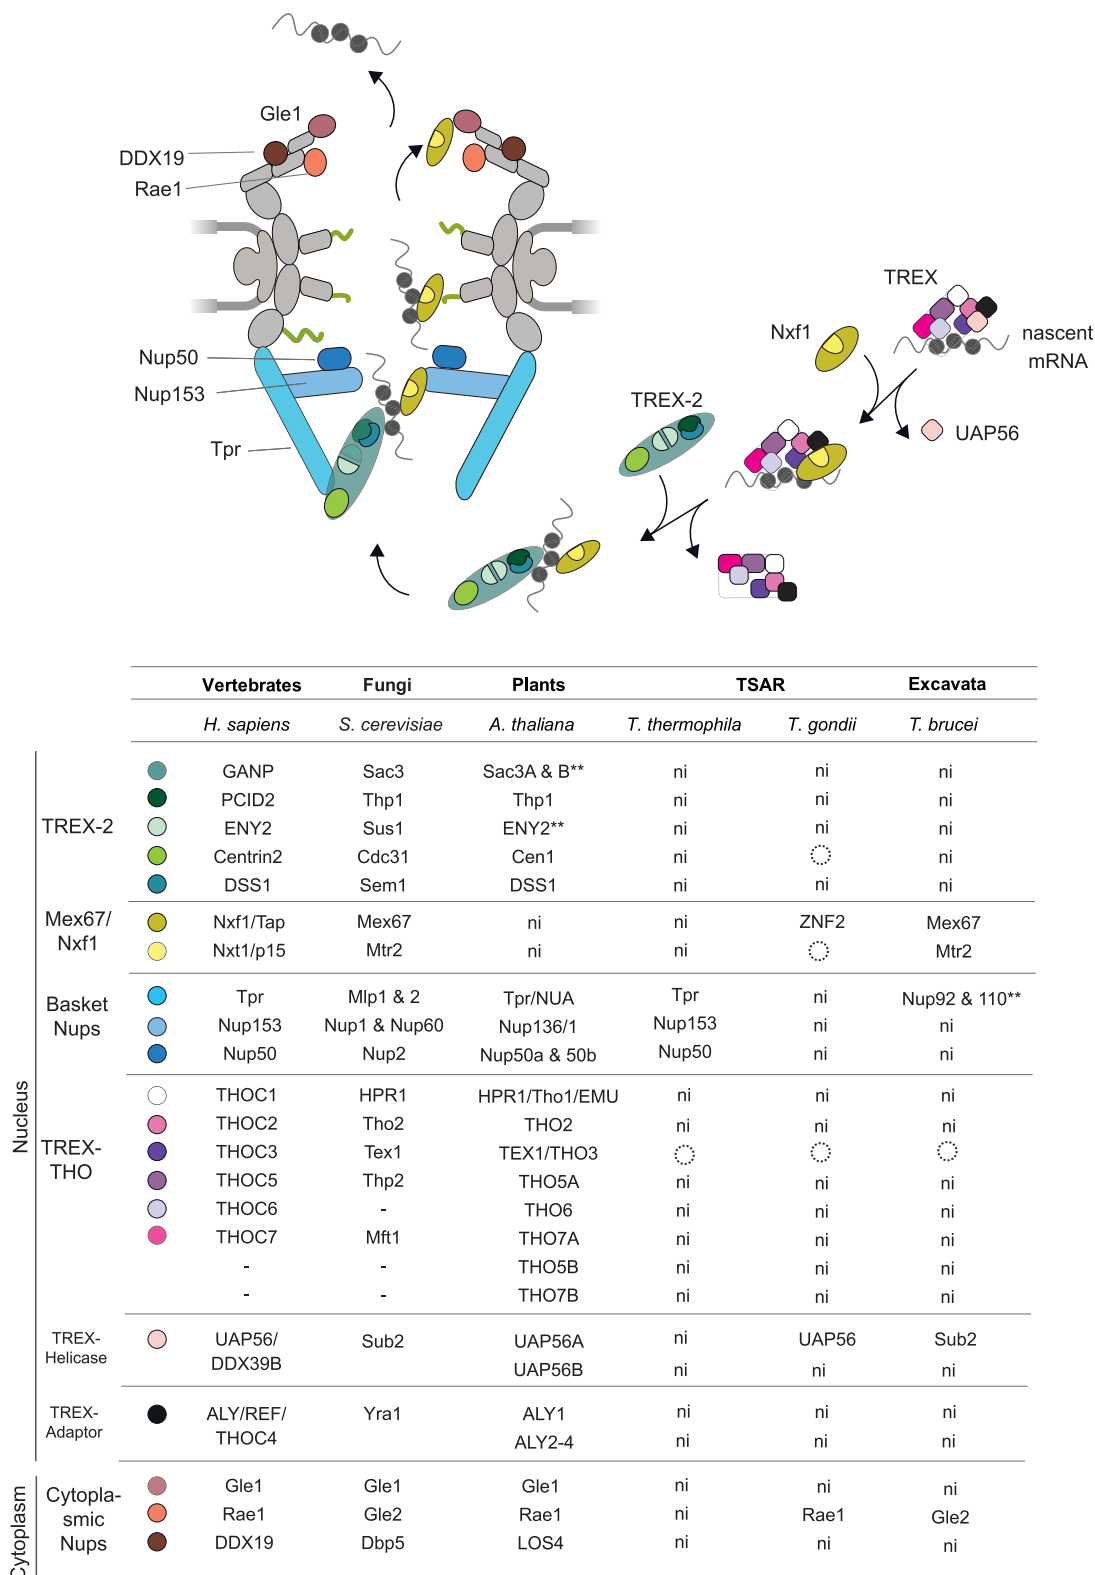 Gle1
DDX19
Rae1
TREX
Nxf1
nascent
mRNA
Nup50
Nup153
TREX-2
UAP56
Tpr
Vertebrates Fungi Plants TSAR Excavata
H. sapiens S. cerevisiae A. thaliana T. thermophila T. gondii T. brucei
Nucleus
TREX-2
GANP Sac3 Sac3A & B** ni ni ni
PCID2 Thp1 Thp1 ni ni ni
ENY2 Sus1 ENY2** ni ni ni
Centrin2 Cdc31 Cen1 ni ni
DSS1 Sem1 DSS1 ni ni ni
Mex67/
Nxf1
Nxf1/Tap Mex67 ni ni ZNF2 Mex67
Nxt1/p15 Mtr2 ni ni Mtr2
Basket
Nups
Tpr Mlp1 & 2 Tpr/NUA Tpr ni Nup92 & 110**
Nup153 Nup1 & Nup60 Nup136/1 Nup153 ni ni
Nup50 Nup2 Nup50a & 50b Nup50 ni ni
TREX-
THO
THOC1 HPR1 HPR1/Tho1/EMU ni ni ni
THOC2 Tho2 THO2 ni ni ni
THOC3 Tex1 TEX1/THO3
THOC5 Thp2 THO5A ni ni ni
THOC6 - THO6 ni ni ni
THOC7 Mft1 THO7A ni ni ni
- - THO5B ni ni ni
- - THO7B ni ni ni
TREX-
Helicase
UAP56/ Sub2 UAP56A ni UAP56 Sub2
DDX39B UAP56B ni ni ni
TREX-
Adaptor
ALY/REF/ Yra1 ALY1 ni ni ni
THOC4 ALY2-4 ni ni ni
Cytoplasm
Cytopla-
smic
Nups
Gle1 Gle1 Gle1 ni ni ni
Rae1 Gle2 Rae1 ni Rae1 Gle2
DDX19 Dbp5 LOS4 ni ni ni